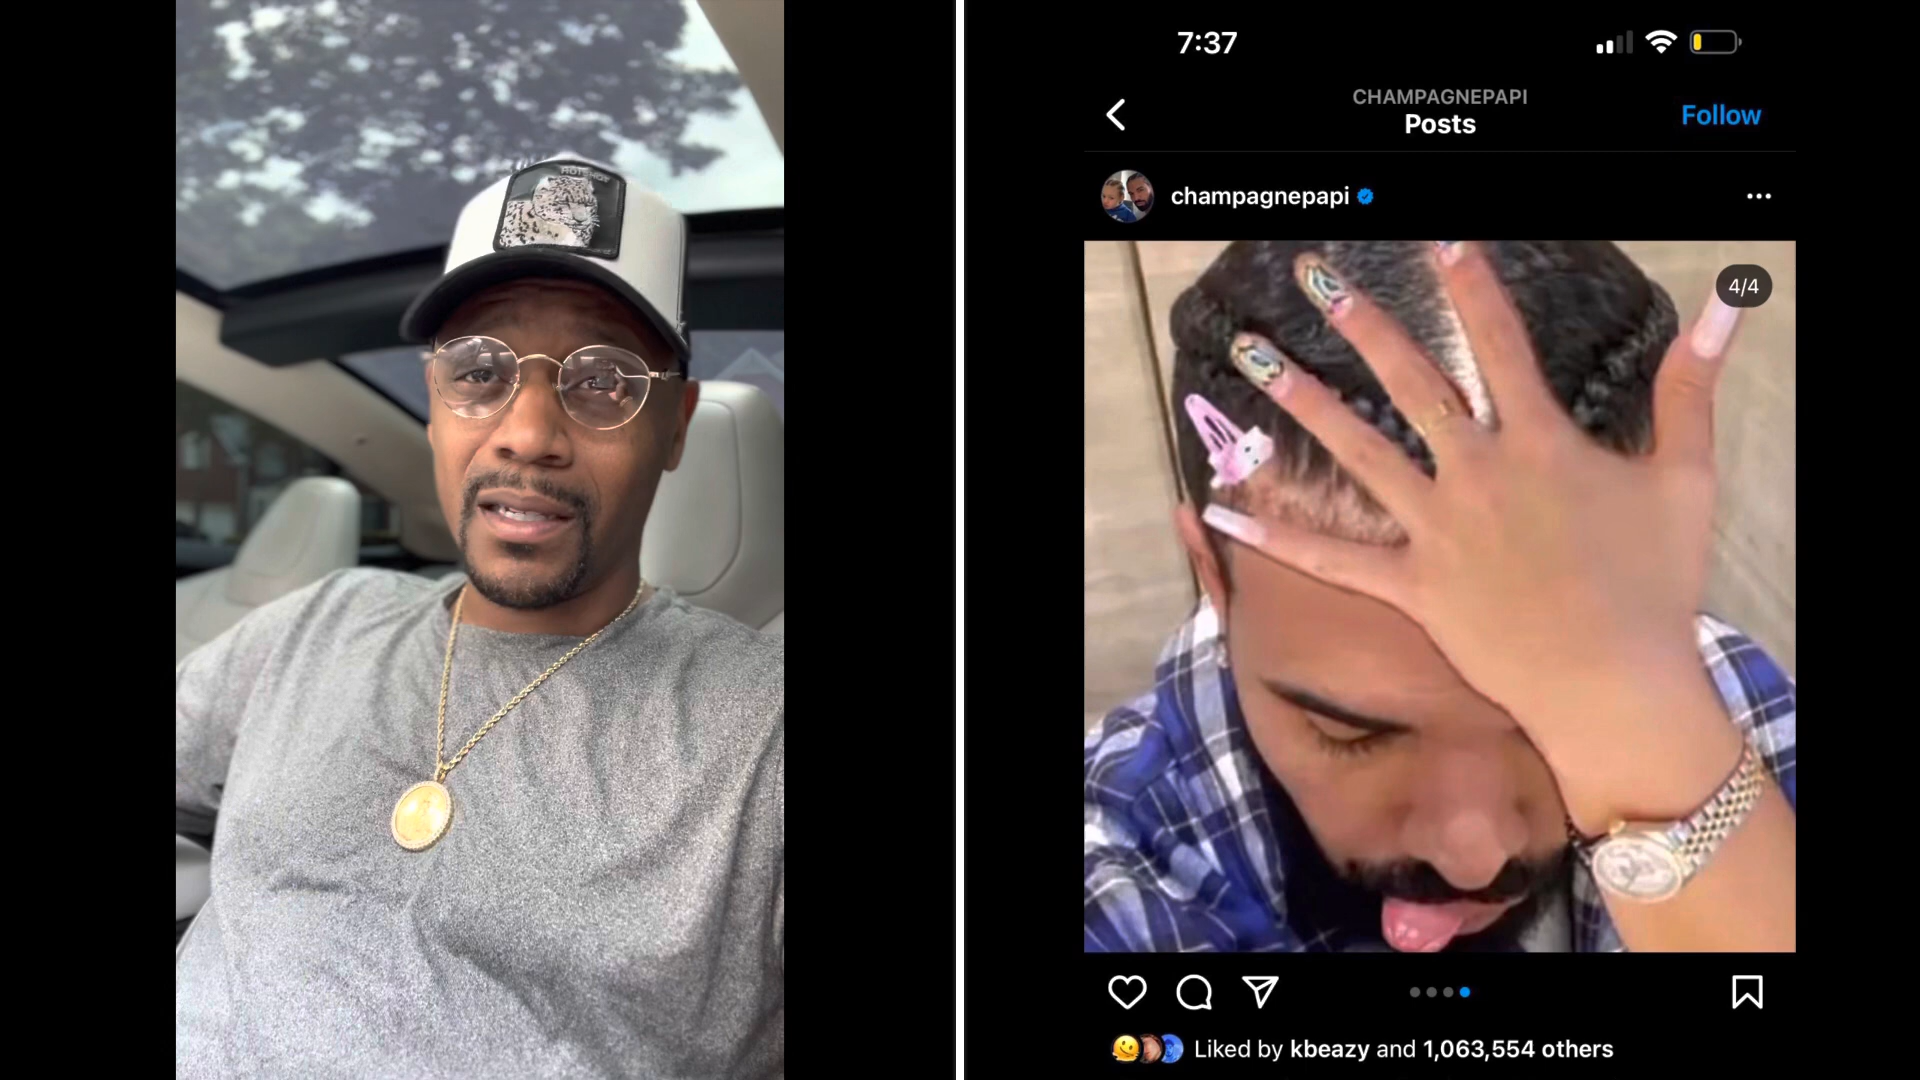 7:37
CHAMPAGNEPAPI
Posts
Follow
champagnepapi
4/4
Liked by kbeazy and 1,063,554 others